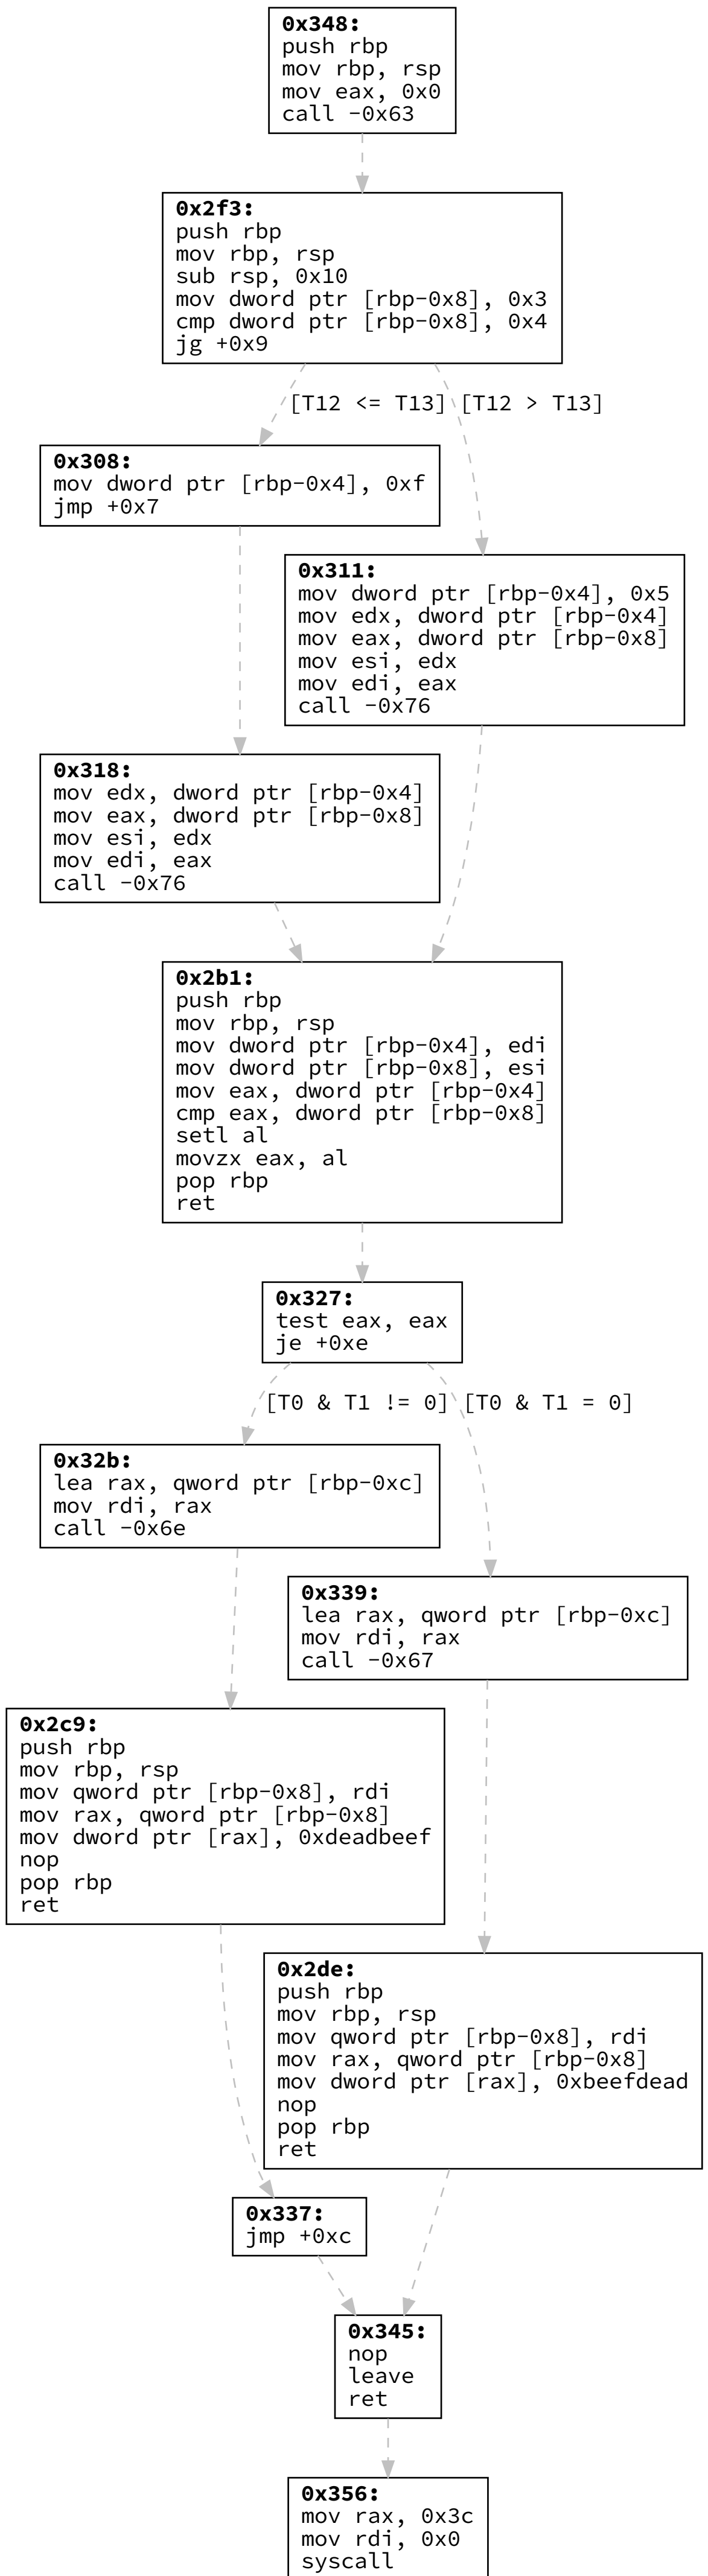 0x348:
push rbp
mov rbp, rsp
mov eax, 0x0
call -0x63
0x2f3:
push rbp
mov rbp, rsp
sub rsp, 0x10
mov dword ptr [rbp-0x8], 0x3
cmp dword ptr [rbp-0x8], 0x4
jg +0x9
[T12 <= T13] [T12 > T13]
0x308:
mov dword ptr [rbp-0x4], 0xf
jmp +0x7
0x311:
mov dword ptr [rbp-0x4], 0x5
mov edx, dword ptr [rbp-0x4]
mov eax, dword ptr [rbp-0x8]
mov esi, edx
mov edi, eax
call -0x76
0x318:
mov edx, dword ptr [rbp-0x4]
mov eax, dword ptr [rbp-0x8]
mov esi, edx
mov edi, eax
call -0x76
0x2b1:
push rbp
mov rbp, rsp
mov dword ptr [rbp-0x4], edi
mov dword ptr [rbp-0x8], esi
mov eax, dword ptr [rbp-0x4]
cmp eax, dword ptr [rbp-0x8]
setl al
movzx eax, al
pop rbp
ret
0x327:
test eax, eax
je +0xe
[T0 & T1 != 0] [T0 & T1 = 0]
0x32b:
lea rax, qword ptr [rbp-0xc]
mov rdi, rax
call -0x6e
0x339:
lea rax, qword ptr [rbp-0xc]
mov rdi, rax
call -0x67
0x2c9:
push rbp
mov rbp, rsp
mov qword ptr [rbp-0x8], rdi
mov rax, qword ptr [rbp-0x8]
mov dword ptr [rax], 0xdeadbeef
nop
pop rbp
ret
0x2de:
push rbp
mov rbp, rsp
mov qword ptr [rbp-0x8], rdi
mov rax, qword ptr [rbp-0x8]
mov dword ptr [rax], 0xbeefdead
nop
pop rbp
ret
0x337:
jmp +0xc
0x345:
nop
leave
ret
0x356:
mov rax, 0x3c
mov rdi, 0x0
syscall